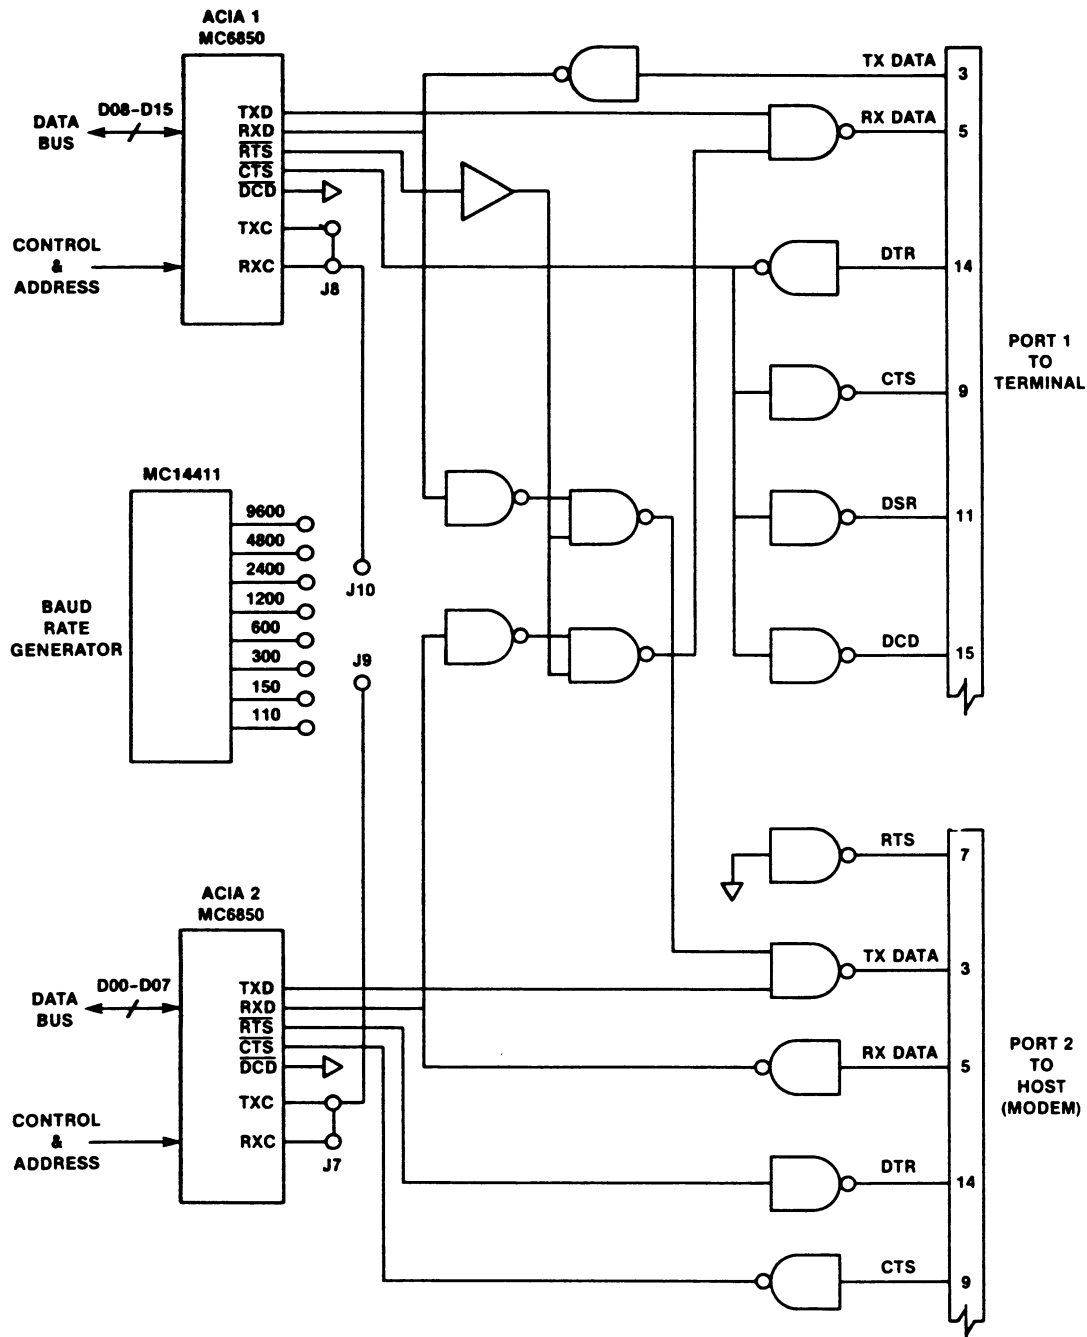 ACIA 1
MC6850
D08–D15
DATA
BUS
TXD
RXD
RTS
CTS
DCD
TXC
RXC
J8
CONTROL
&
ADDRESS
TX DATA
3
RX DATA
5
DTR
14
CTS
9
DSR
11
DCD
15
PORT 1
TO
TERMINAL
MC14411
9600
4800
2400
1200
600
300
150
110
BAUD
RATE
GENERATOR
J10
J9
ACIA 2
MC6850
D00–D07
DATA
BUS
TXD
RXD
RTS
CTS
DCD
TXC
RXC
J7
CONTROL
&
ADDRESS
RTS
7
TX DATA
3
RX DATA
5
DTR
14
CTS
9
PORT 2
TO
HOST
(MODEM)